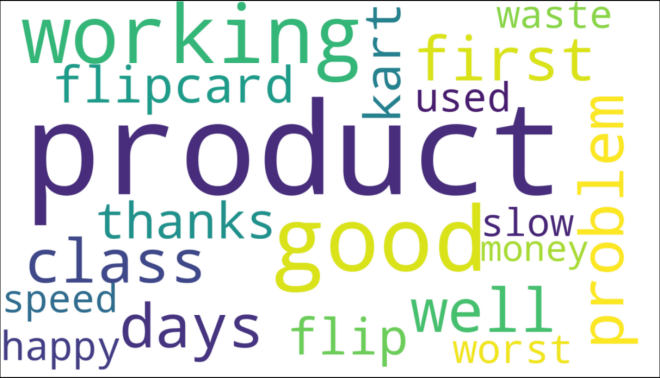 working
waste
kart
first
flipcard
used
product
problem
thanks
good
slow
class
money
speed
well
days
flip
happy
worst